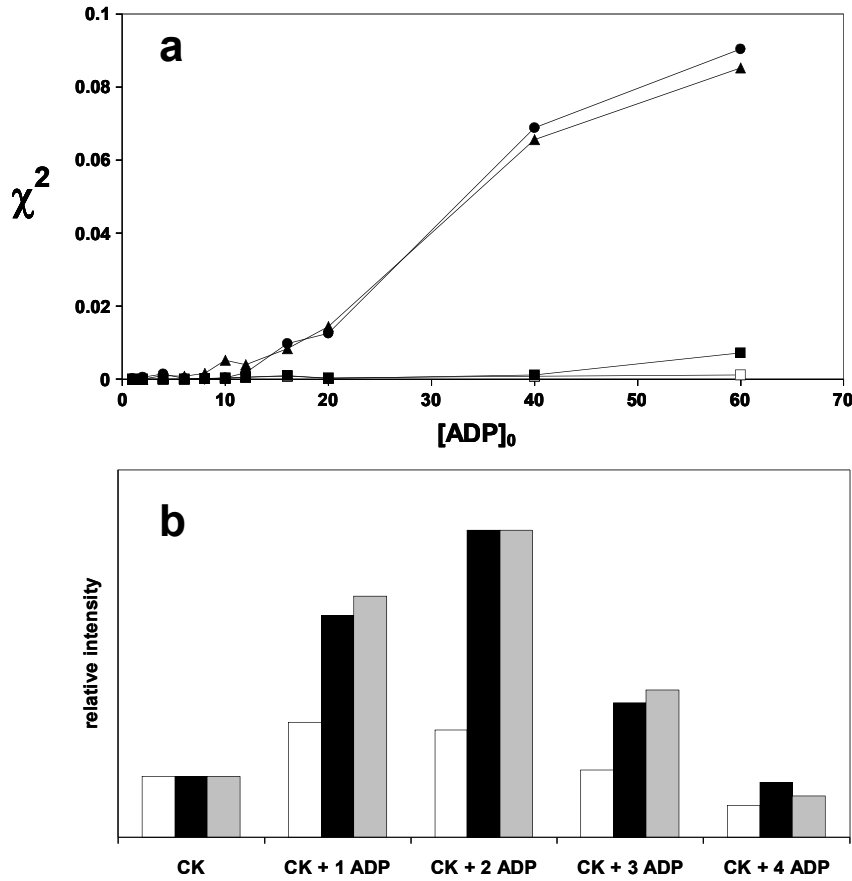 a
χ²
0.1
0.08
0.06
0.04
0.02
0
0 10 20 30 40 50 60 70
[ADP]₀
b
relative intensity
CK CK + 1 ADP CK + 2 ADP CK + 3 ADP CK + 4 ADP